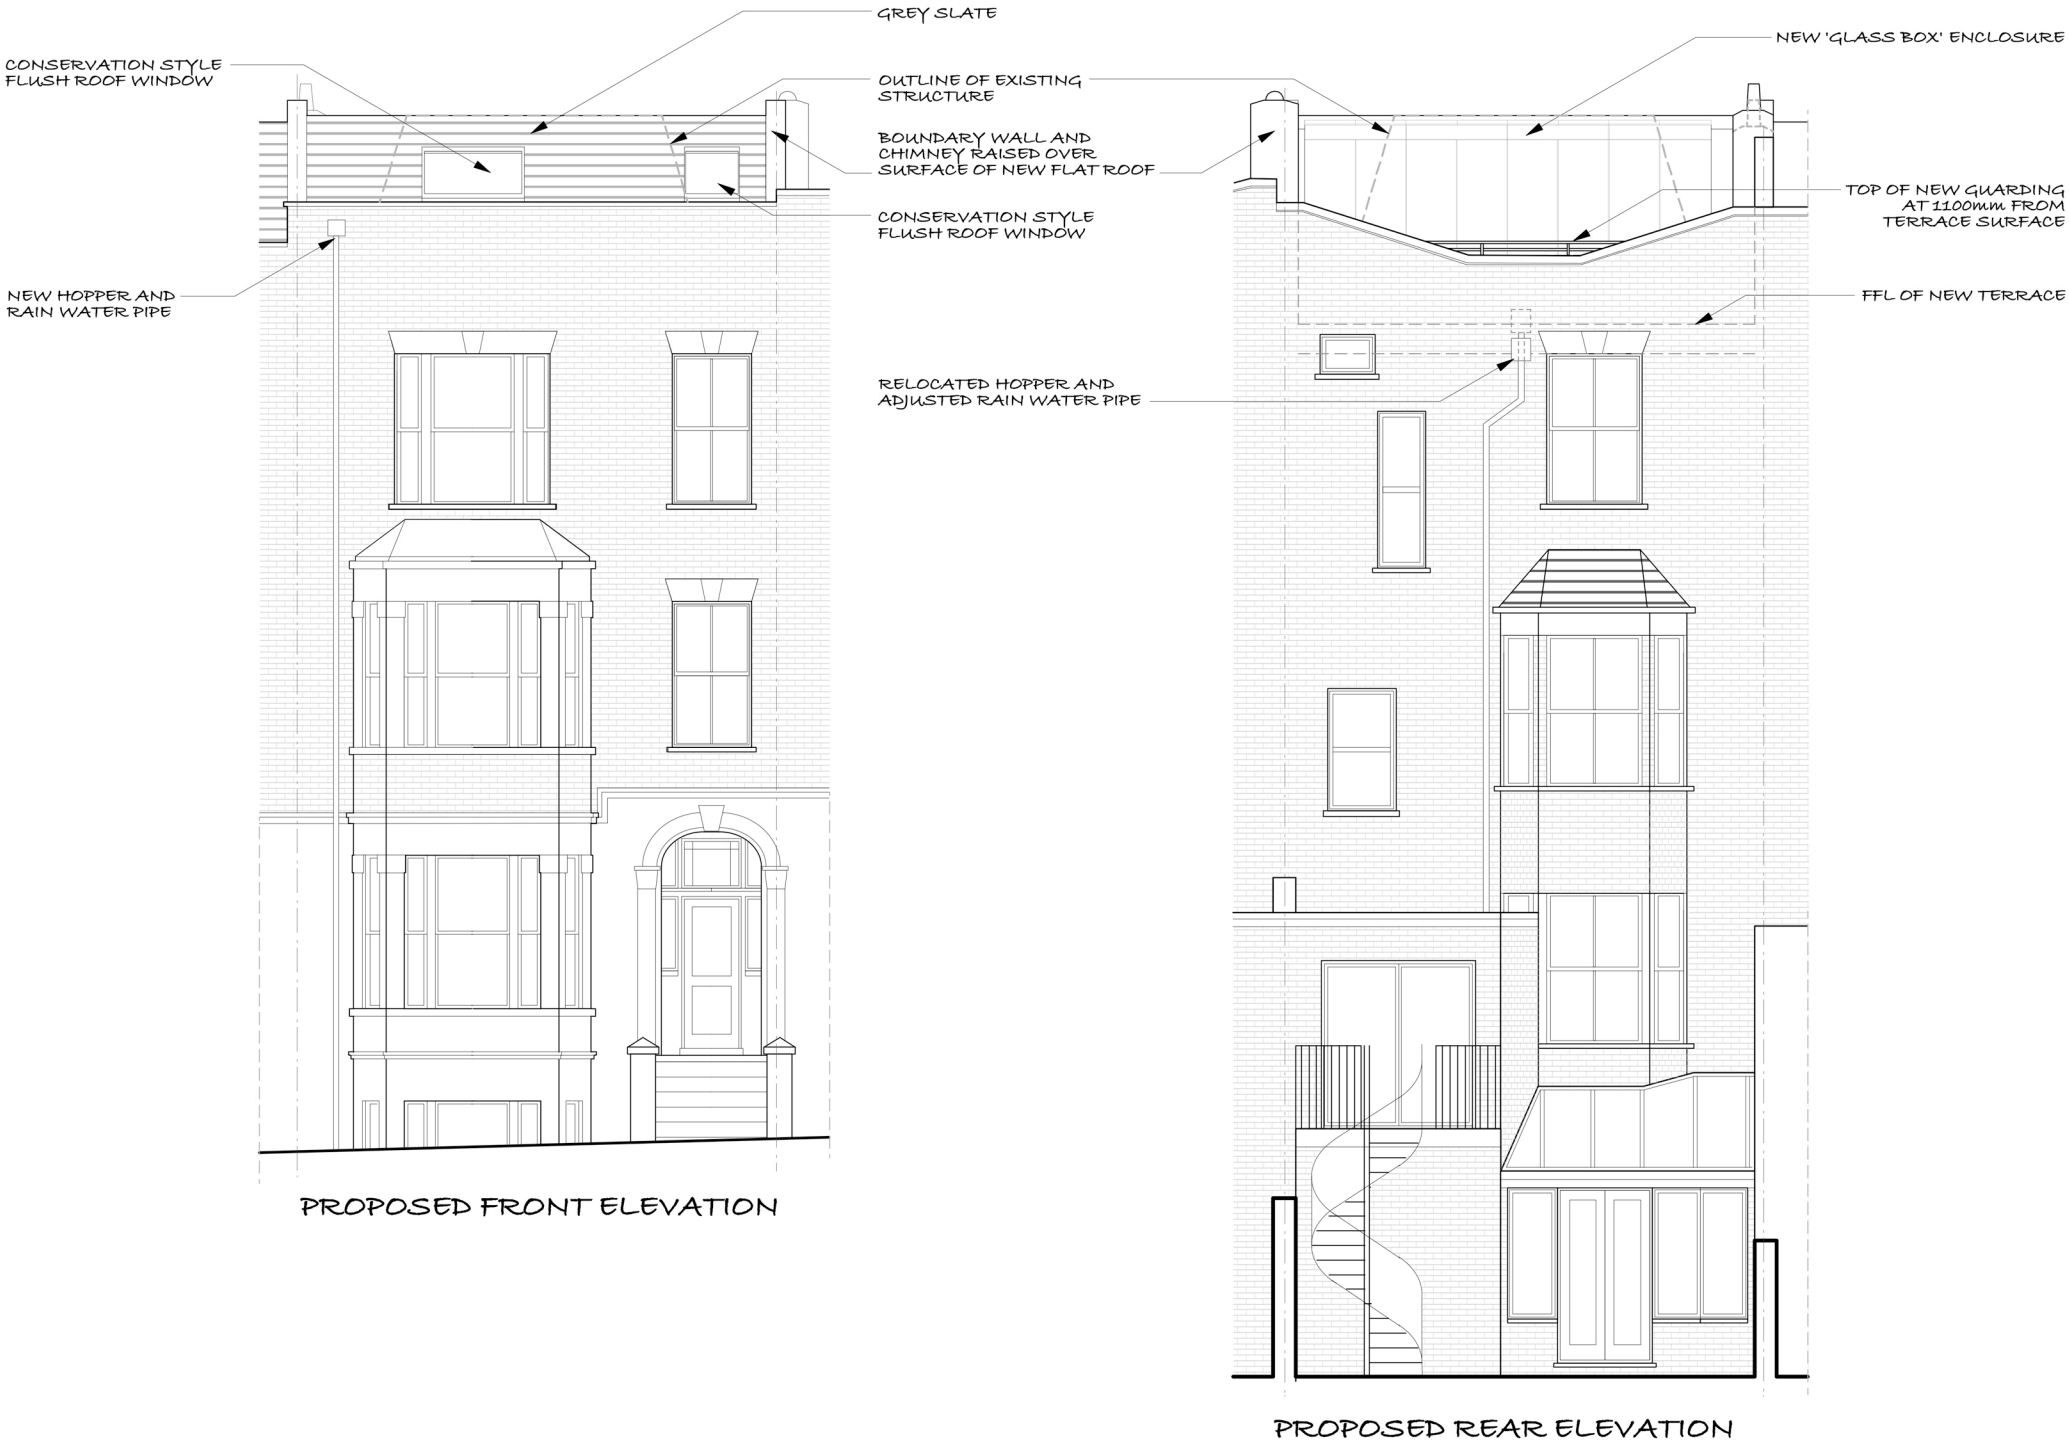 GREY SLATE
CONSERVATION STYLE
FLUSH ROOF WINDOW
OUTLINE OF EXISTING
STRUCTURE
BOUNDARY WALL AND
CHIMNEY RAISED OVER
SURFACE OF NEW FLAT ROOF
CONSERVATION STYLE
FLUSH ROOF WINDOW
NEW HOPPER AND
RAIN WATER PIPE
NEW 'GLASS BOX' ENCLOSURE
TOP OF NEW GUARDING
AT 1100mm FROM
TERRACE SURFACE
FFL OF NEW TERRACE
RELOCATED HOPPER AND
ADJUSTED RAIN WATER PIPE
PROPOSED FRONT ELEVATION
PROPOSED REAR ELEVATION